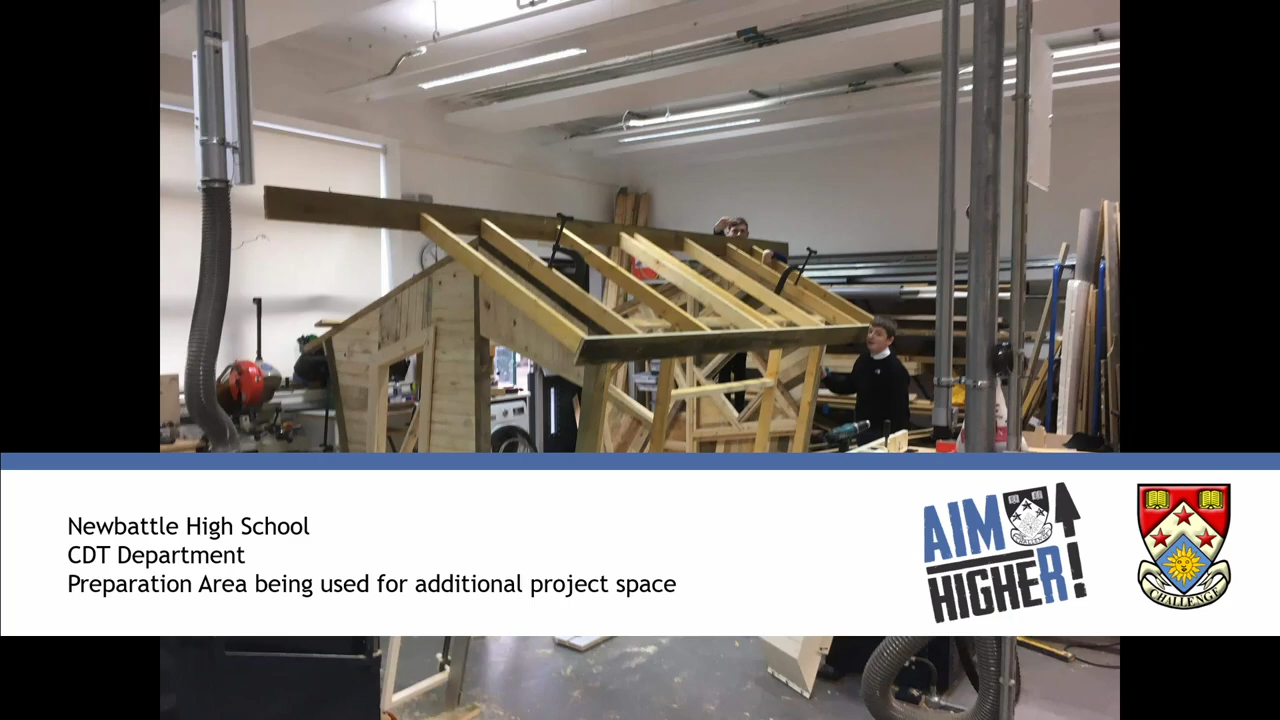 Newbattle High School
CDT Department
Preparation Area being used for additional project space
AIM
HIGHER!
CHALLENGE